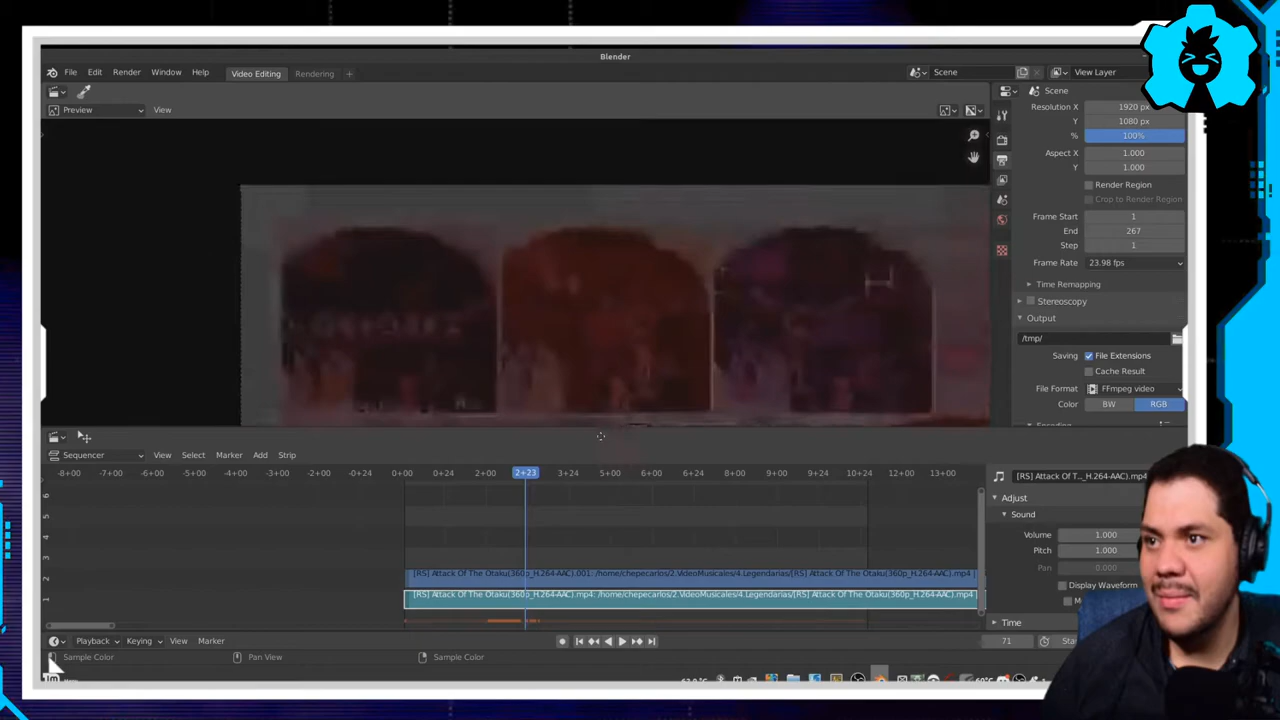 Blender
File Edit Render Window Help Video Editing Rendering + Scene View Layer
Preview View
Scene
Resolution X 1920 px
Y 1080 px
% 100%
Aspect X 1.000
Y 1.000
Render Region
Crop to Render Region
Frame Start 1
End 267
Step 1
Frame Rate 23.98 fps
Time Remapping
Stereoscopy
Output
/tmp/
Saving File Extensions
Cache Result
File Format FFmpeg video
Color BW RGB
Sequencer View Select Marker Add Strip
-8+00 -7+00 -6+00 -5+00 -4+00 -3+00 -2+00 -0+24 0+00 0+24 2+00 2+23 3+24 5+00 6+00 7+00 8+00 9+00 9+24 10+24 12+00 13+00
6
5
4
3
2
1
[RS] Attack Of The Otaku(360p_H.264-AAC).001: /home/chepecarlos/2.VideoMusicales/4.Legendarias/[RS] Attack Of The Otaku(360p_H.264-AAC).mp4 |
[RS] Attack Of The Otaku(360p_H.264-AAC).mp4: /home/chepecarlos/2.VideoMusicales/4.Legendarias/[RS] Attack Of The Otaku(360p_H.264-AAC).mp4 |
[RS] Attack Of T..._H.264-AAC).mp4
Adjust
Sound
Volume 1.000
Pitch 1.000
Pan 0.000
Display Waveform
Time
Playback Keying View Marker 71
Sample Color Pan View Sample Color